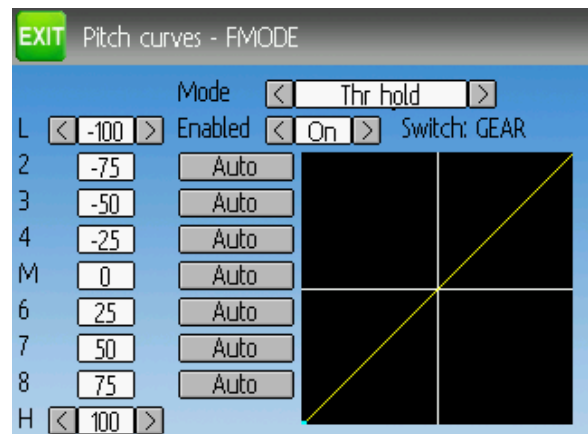 EXIT Pitch curves - FMODE
Mode < Thr hold >
L < -100 > Enabled < On > Switch: GEAR
2 -75 Auto
3 -50 Auto
4 -25 Auto
M 0 Auto
6 25 Auto
7 50 Auto
8 75 Auto
H < 100 >